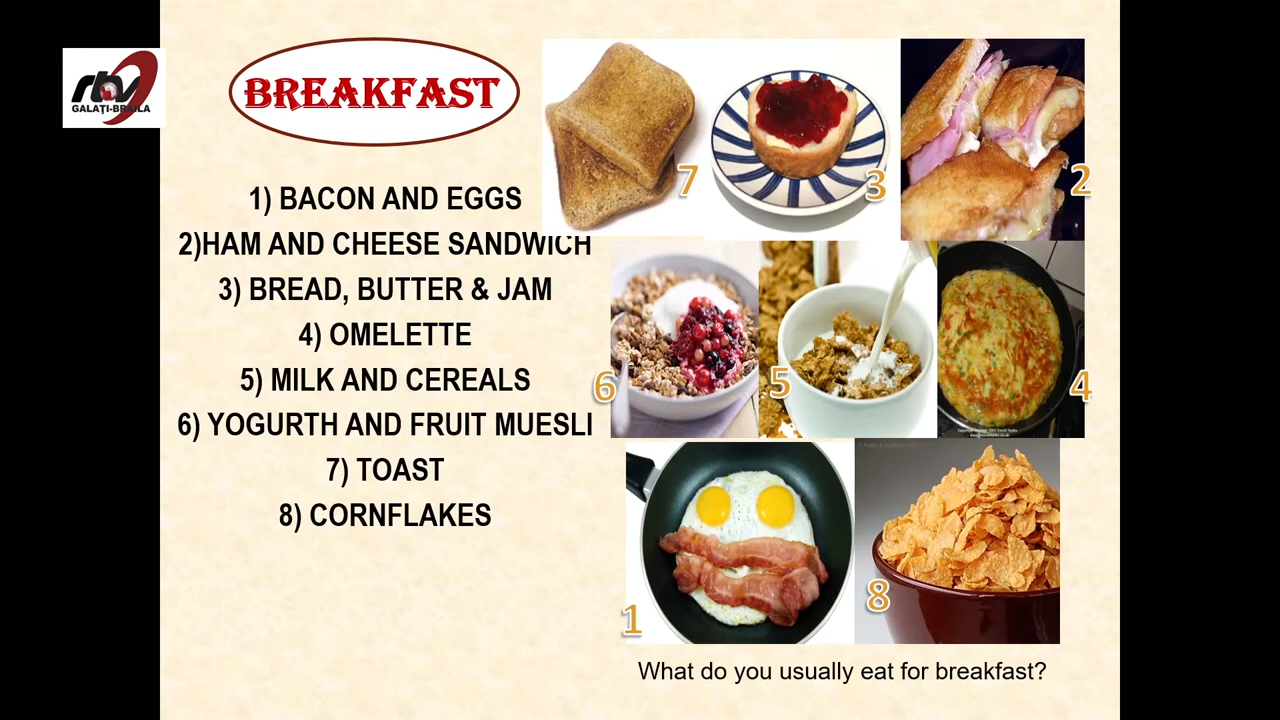 rtv
GALAȚI-BRĂILA
BREAKFAST
1) BACON AND EGGS
2)HAM AND CHEESE SANDWICH
3) BREAD, BUTTER & JAM
4) OMELETTE
5) MILK AND CEREALS
6) YOGURTH AND FRUIT MUESLI
7) TOAST
8) CORNFLAKES
7
3
2
6
5
4
1
8
What do you usually eat for breakfast?